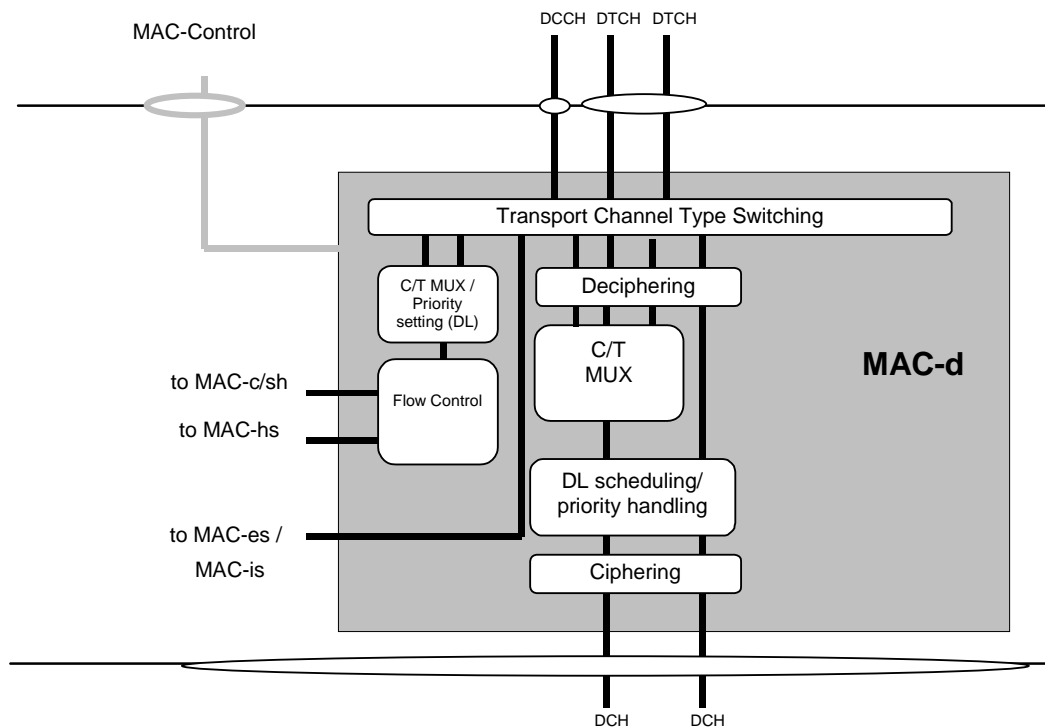 DCCH DTCH DTCH
MAC-Control
Transport Channel Type Switching
C/T MUX /
Priority
setting (DL)
Deciphering
C/T
MUX
MAC-d
to MAC-c/sh
Flow Control
to MAC-hs
DL scheduling/
priority handling
to MAC-es /
MAC-is
Ciphering
DCH DCH